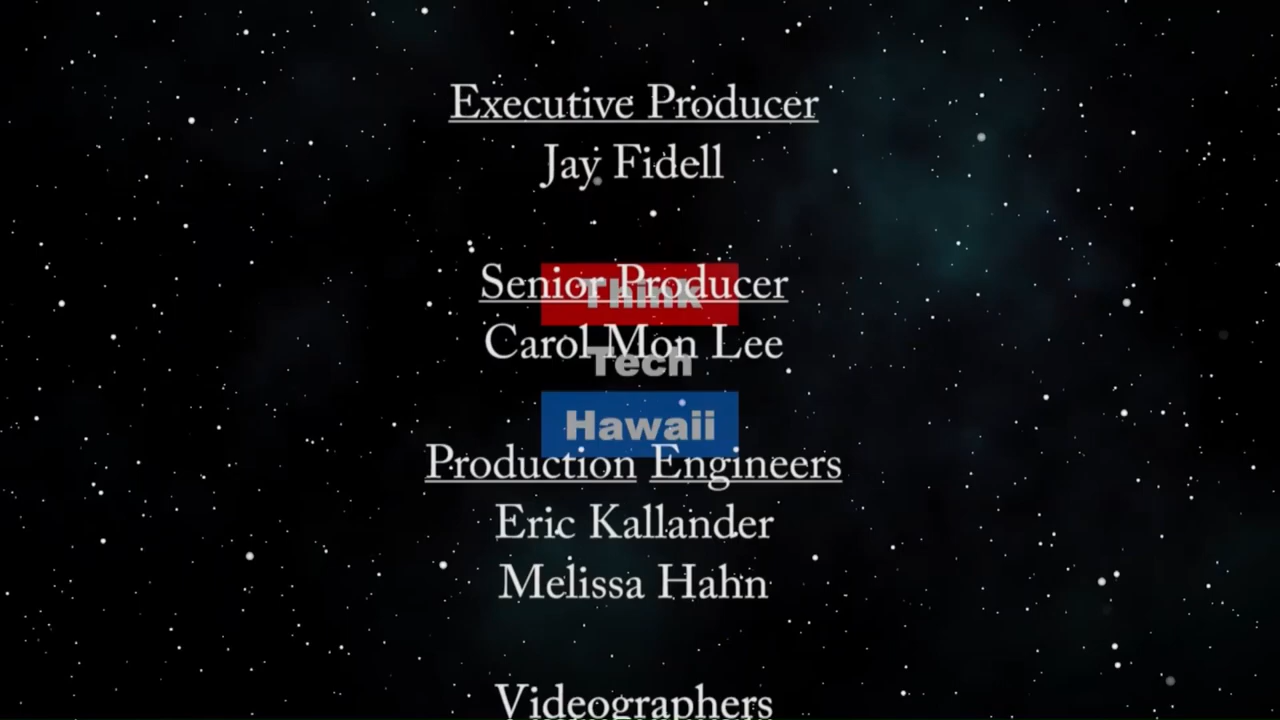 Executive Producer
Jay Fidell
Senior Producer
Think
Carol Mon Lee
Tech
Hawaii
Production Engineers
Eric Kallander
Melissa Hahn
Videographers